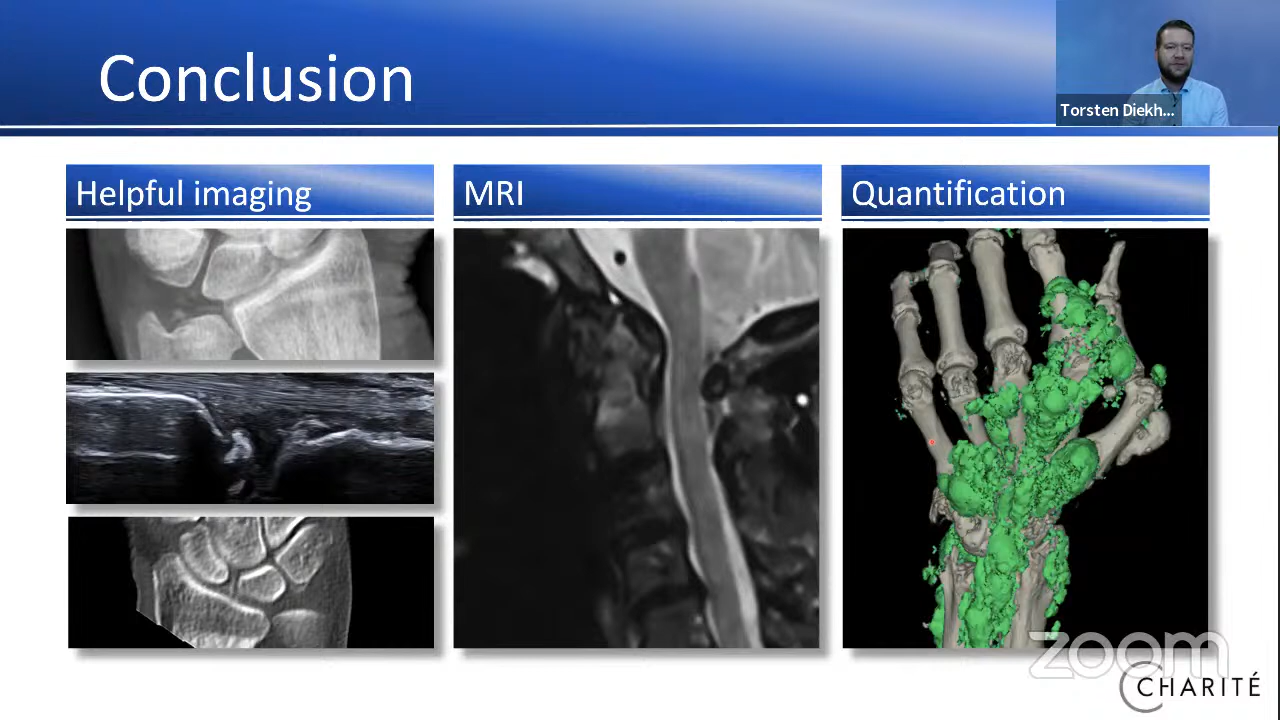 Conclusion
Torsten Diekh...
Helpful imaging
MRI
Quantification
zoom
CHARITÉ